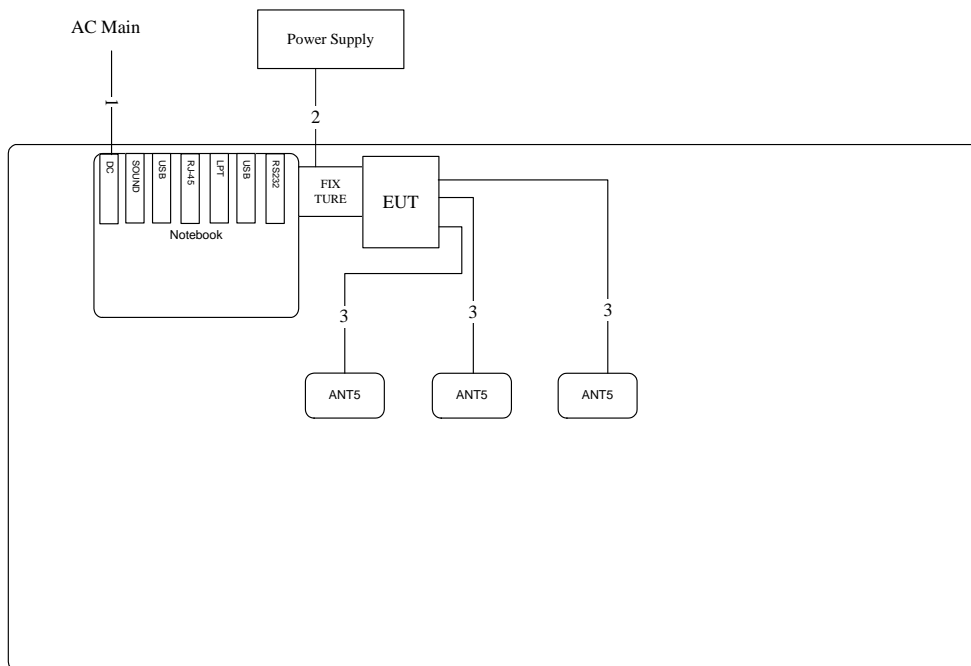 AC Main
Power Supply
1
2
DC
SOUND
USB
RJ-45
LPT
USB
RS232
Notebook
FIX
TURE
EUT
3
3
3
ANT5
ANT5
ANT5